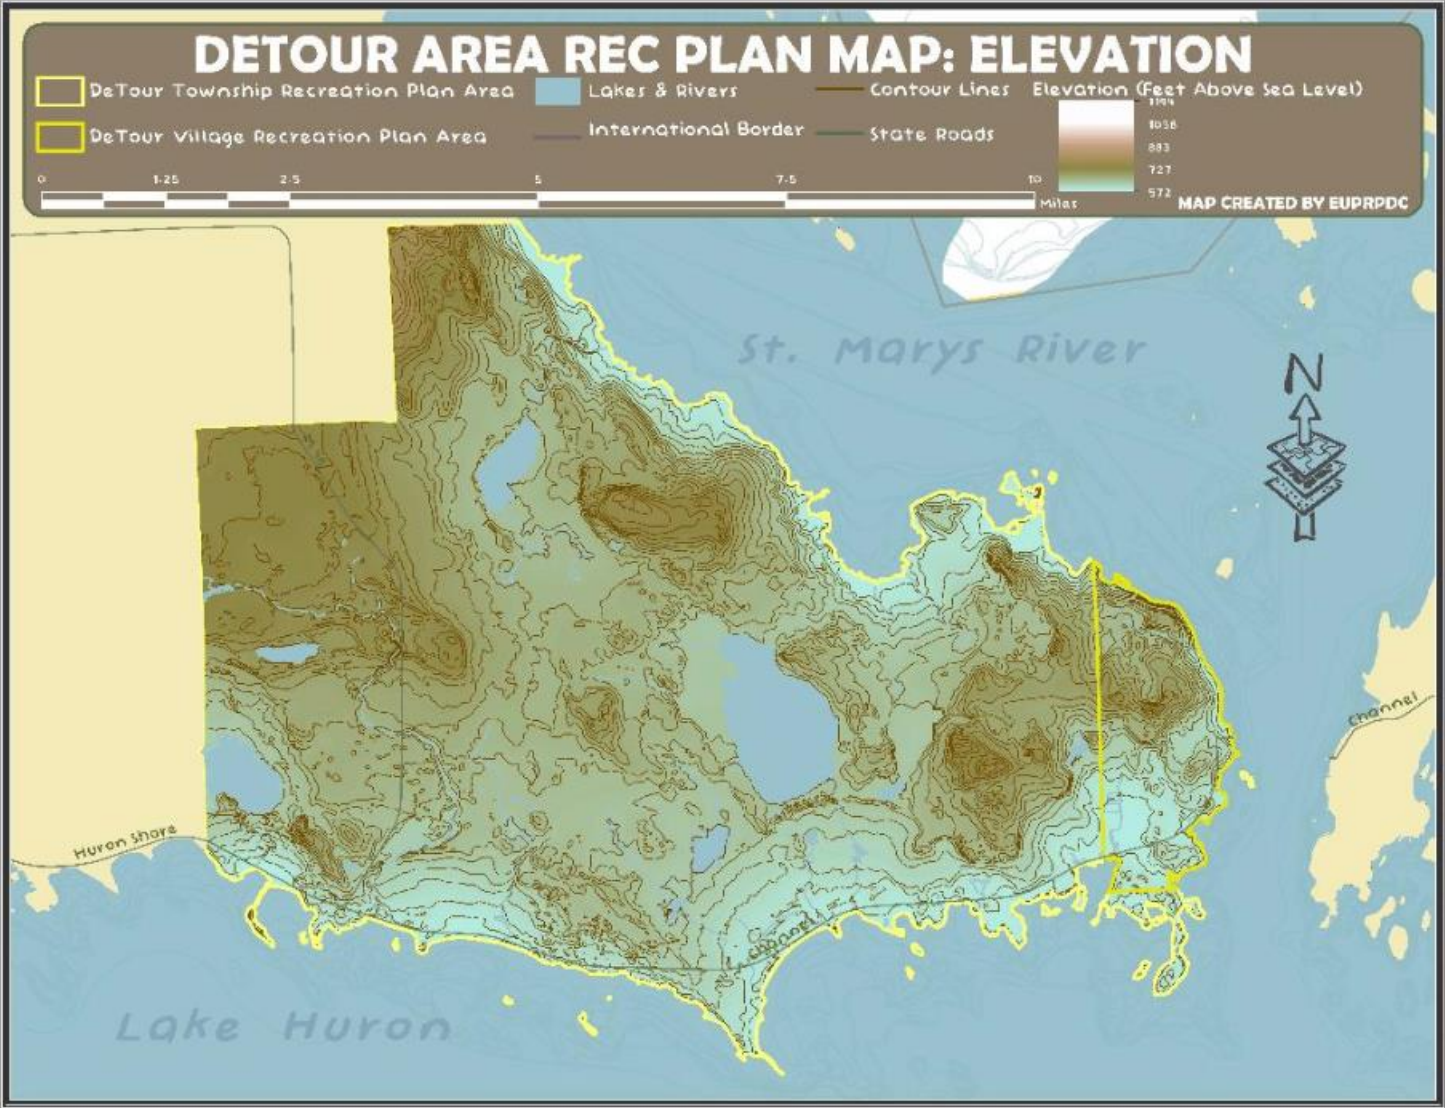 DETOUR AREA REC PLAN MAP: ELEVATION
DeTour Township Recreation Plan Area
Lakes & Rivers
Contour Lines
Elevation (Feet Above Sea Level)
DeTour Village Recreation Plan Area
International Border
State Roads
1058
883
727
572
0
1.25
2.5
5
7.5
10
Miles
MAP CREATED BY EUPRPDC
St. Marys River
N
Channel
Huron Shore
Channel
Lake Huron